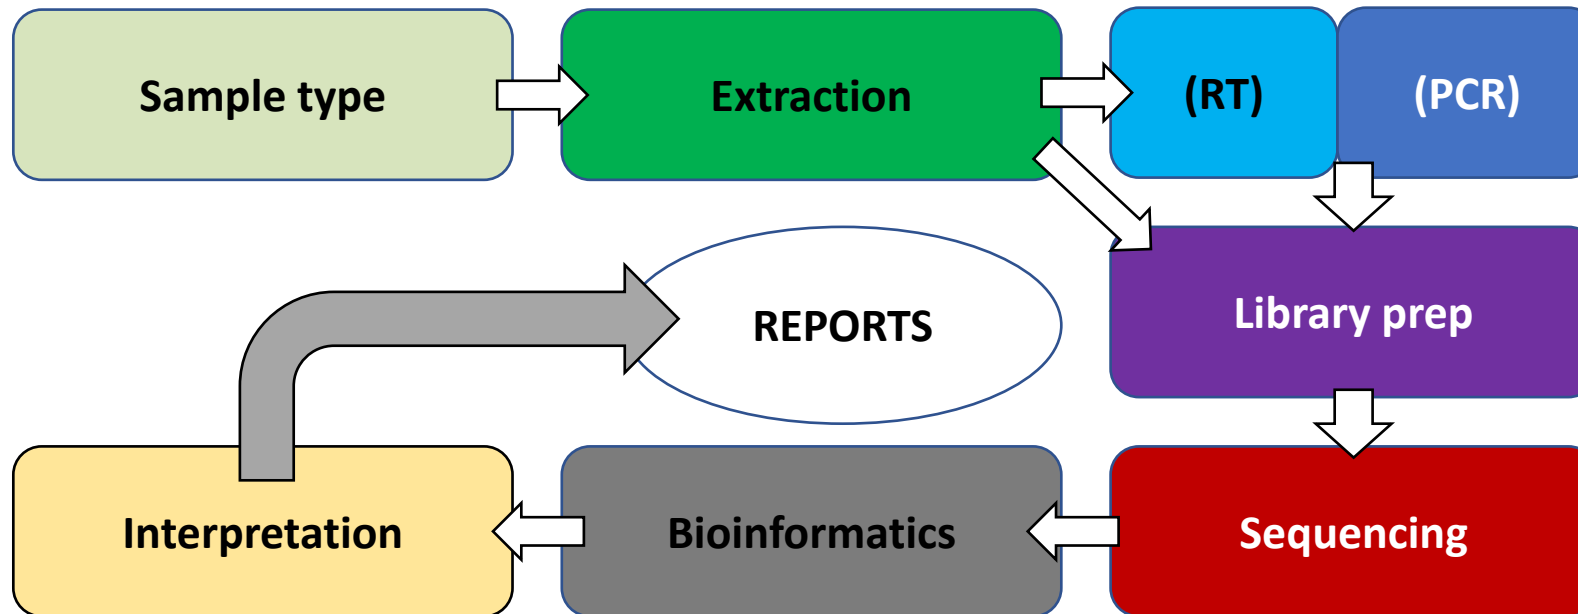 Sample type
Extraction
(RT)
(PCR)
Library prep
REPORTS
Interpretation
Bioinformatics
Sequencing